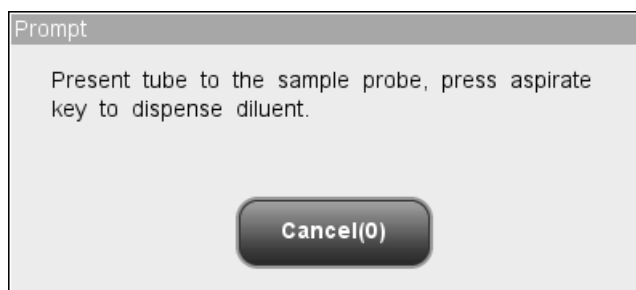 Prompt
Present tube to the sample probe, press aspirate
key to dispense diluent.
Cancel(0)